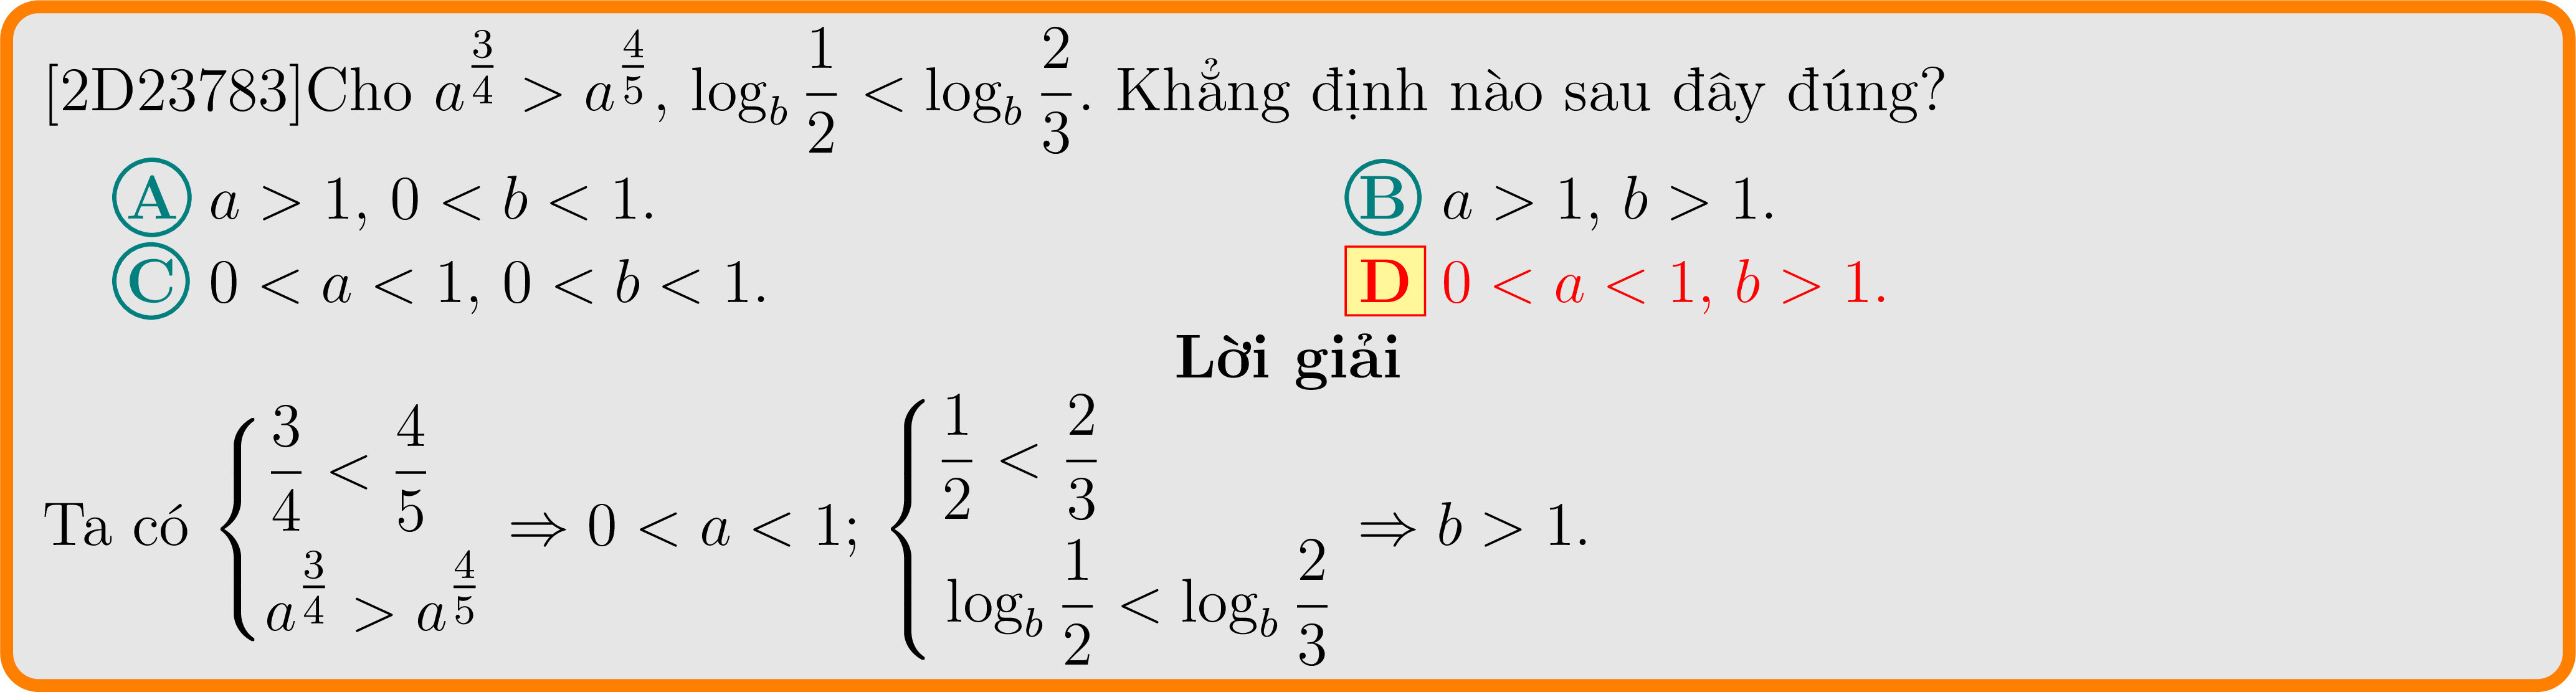 [2D23783]Cho $a^{\frac{3}{4}} > a^{\frac{4}{5}}$, $\log_b \frac{1}{2} < \log_b \frac{2}{3}$. Khẳng định nào sau đây đúng?
A $a > 1$, $0 < b < 1$. B $a > 1$, $b > 1$.
C $0 < a < 1$, $0 < b < 1$. D $0 < a < 1$, $b > 1$.
Lời giải
Ta có $\begin{cases} \frac{3}{4} < \frac{4}{5} \\ a^{\frac{3}{4}} > a^{\frac{4}{5}} \end{cases} \Rightarrow 0 < a < 1$; $\begin{cases} \frac{1}{2} < \frac{2}{3} \\ \log_b \frac{1}{2} < \log_b \frac{2}{3} \end{cases} \Rightarrow b > 1$.